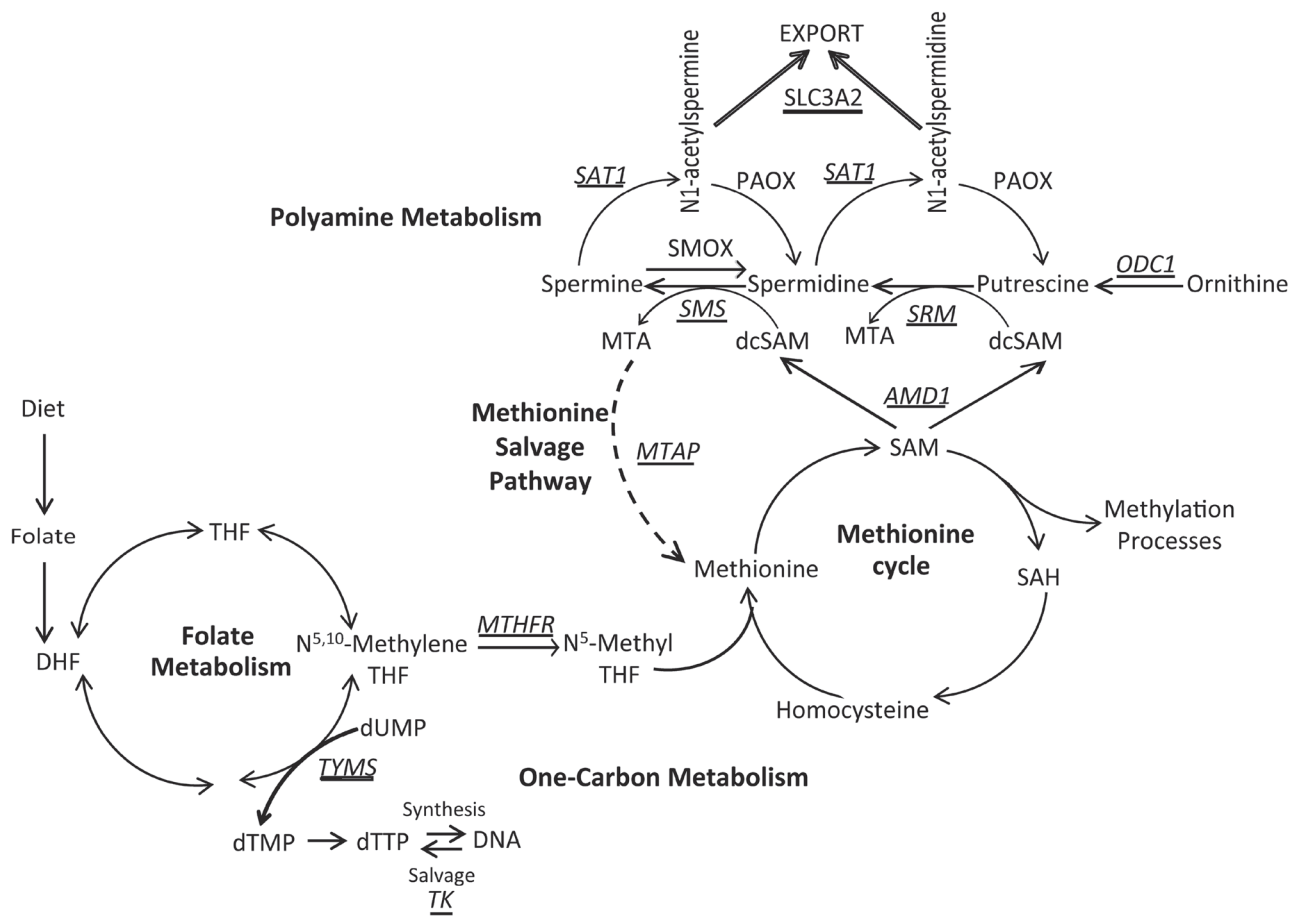 EXPORT
SLC3A2
N1-acetylspermine
N1-acetylspermidine
SAT1
PAOX
SAT1
PAOX
Polyamine Metabolism
SMOX
ODC1
Spermine
Spermidine
Putrescine
Ornithine
SMS
SRM
MTA
dcSAM
MTA
dcSAM
AMD1
Diet
Methionine
Salvage
Pathway
MTAP
SAM
Folate
THF
Methylation
Processes
Methionine
cycle
Methionine
SAH
MTHFR
DHF
Folate
Metabolism
N5,10-Methylene
THF
N5-Methyl
THF
Homocysteine
dUMP
TYMS
One-Carbon Metabolism
Synthesis
dTMP
dTTP
DNA
Salvage
TK